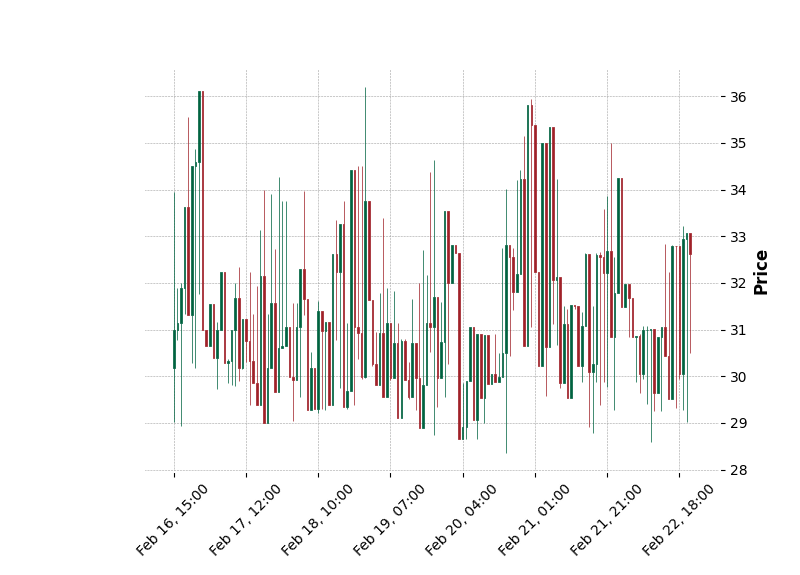 36
35
34
33
32
31
30
29
28
Price
Feb 16, 15:00
Feb 17, 12:00
Feb 18, 10:00
Feb 19, 07:00
Feb 20, 04:00
Feb 21, 01:00
Feb 21, 21:00
Feb 22, 18:00